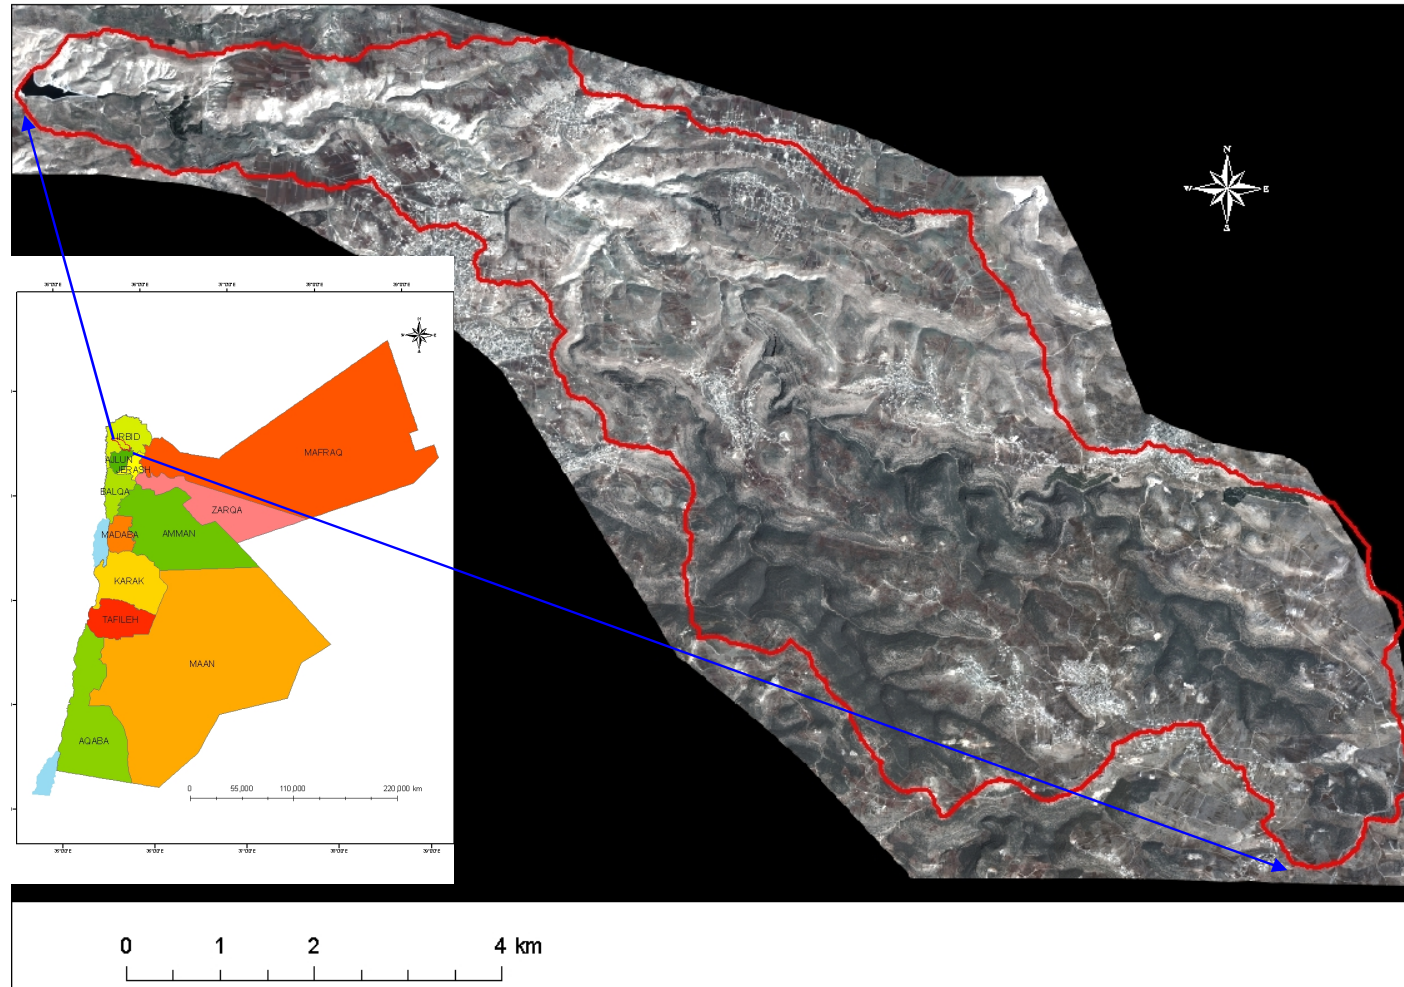 N
W E
S
N
W E
S
IRBID
AJLUN
JERASH
MAFRAQ
BALQA
ZARQA
MADABA
AMMAN
KARAK
TAFILEH
MAAN
AQABA
0 55,000 110,000 220,000 km
0 1 2 4 km